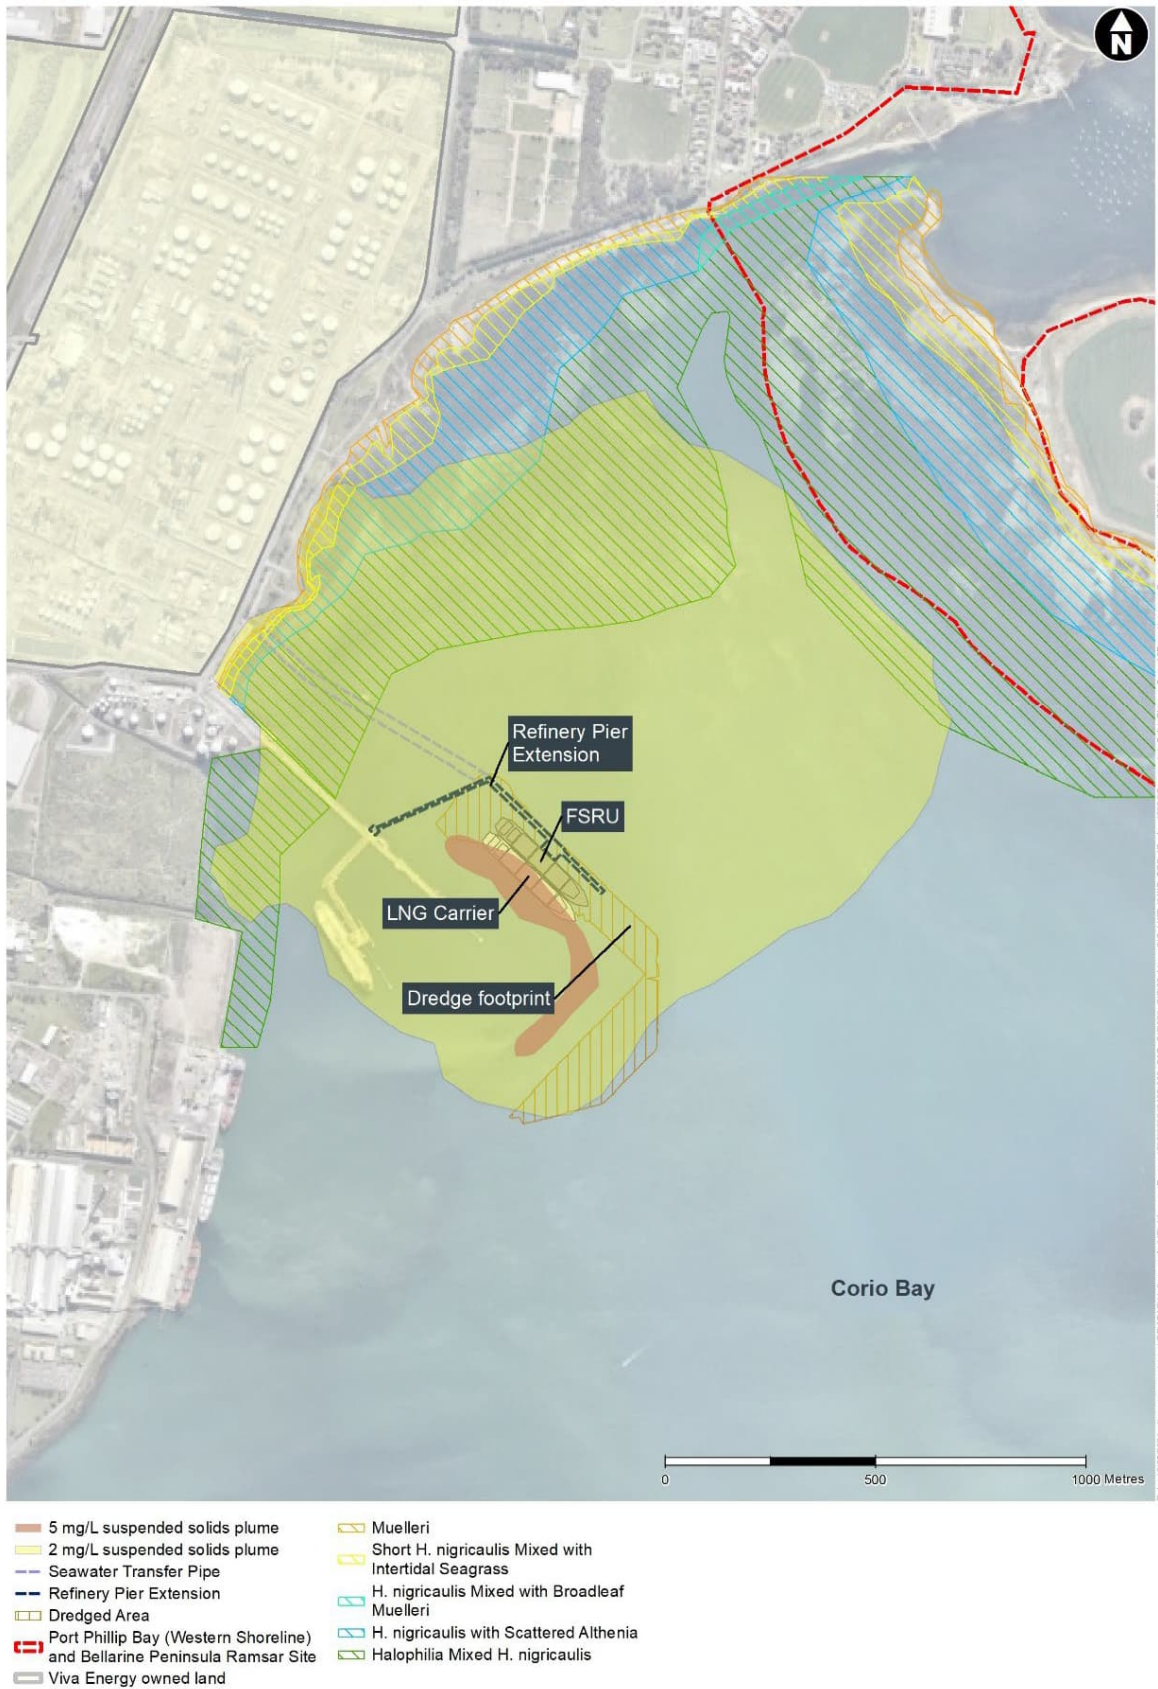 N
Refinery Pier
Extension
FSRU
LNG Carrier
Dredge footprint
Corio Bay
0 500 1000 Metres
5 mg/L suspended solids plume
2 mg/L suspended solids plume
Seawater Transfer Pipe
Refinery Pier Extension
Dredged Area
Port Phillip Bay (Western Shoreline)
and Bellarine Peninsula Ramsar Site
Viva Energy owned land
Muelleri
Short H. nigricaulis Mixed with
Intertidal Seagrass
H. nigricaulis Mixed with Broadleaf
Muelleri
H. nigricaulis with Scattered Althenia
Halophilia Mixed H. nigricaulis